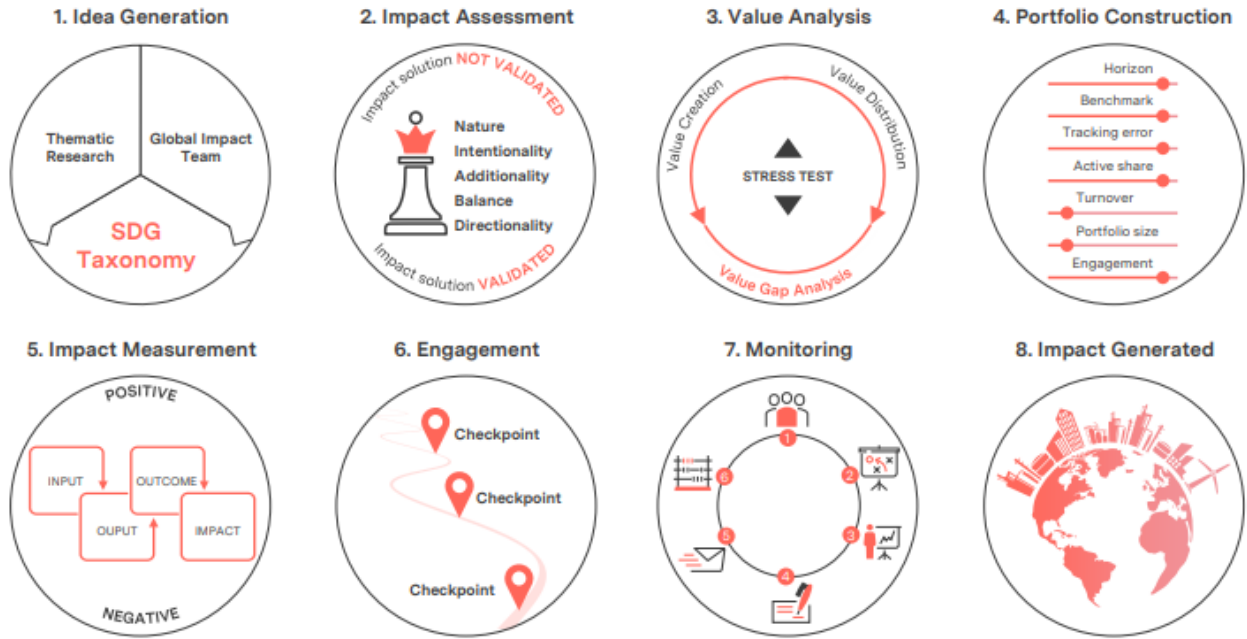 1. Idea Generation
Thematic
Research
Global Impact
Team
SDG
Taxonomy
2. Impact Assessment
Impact solution NOT VALIDATED
Nature
Intentionality
Additionality
Balance
Directionality
Impact solution VALIDATED
3. Value Analysis
Value Creation
Value Distribution
STRESS TEST
Value Gap Analysis
4. Portfolio Construction
Horizon
Benchmark
Tracking error
Active share
Turnover
Portfolio size
Engagement
5. Impact Measurement
POSITIVE
INPUT
OUPUT
OUTCOME
IMPACT
NEGATIVE
6. Engagement
Checkpoint
Checkpoint
Checkpoint
7. Monitoring
1
2
3
4
5
6
8. Impact Generated